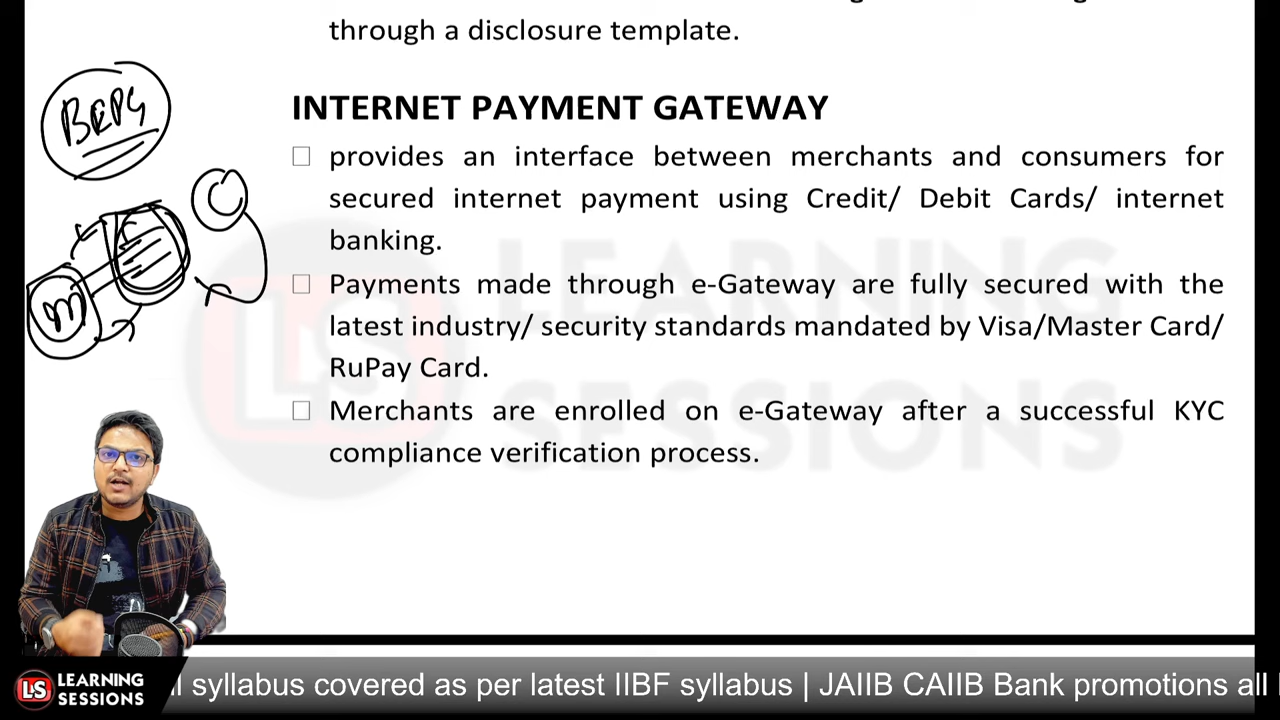 through a disclosure template.
INTERNET PAYMENT GATEWAY
provides an interface between merchants and consumers for
secured internet payment using Credit/ Debit Cards/ internet
banking.
Payments made through e-Gateway are fully secured with the
latest industry/ security standards mandated by Visa/Master Card/
RuPay Card.
Merchants are enrolled on e-Gateway after a successful KYC
compliance verification process.
C
m
LEARNING
SESSIONS
LS
LEARNING
SESSIONS
syllabus covered as per latest IIBF syllabus | JAIIB CAIIB Bank promotions all